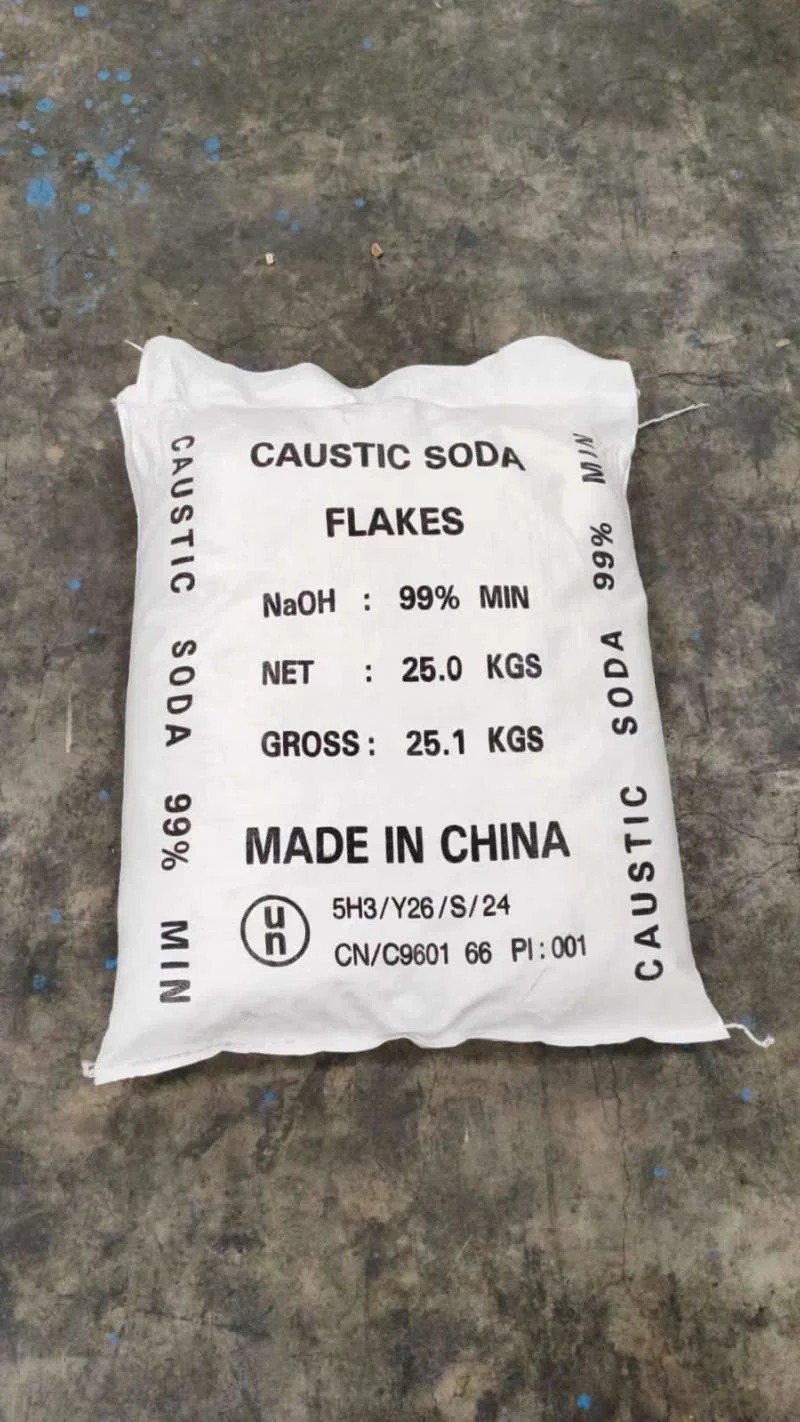 CAUSTIC SODA
FLAKES
NaOH : 99% MIN
NET : 25.0 KGS
GROSS: 25.1 KGS
MADE IN CHINA
un
5H3/Y26/S/24
CN/C9601 66 PI:001
CAUSTIC SODA 99% MIN
CAUSTIC SODA 99% MIN